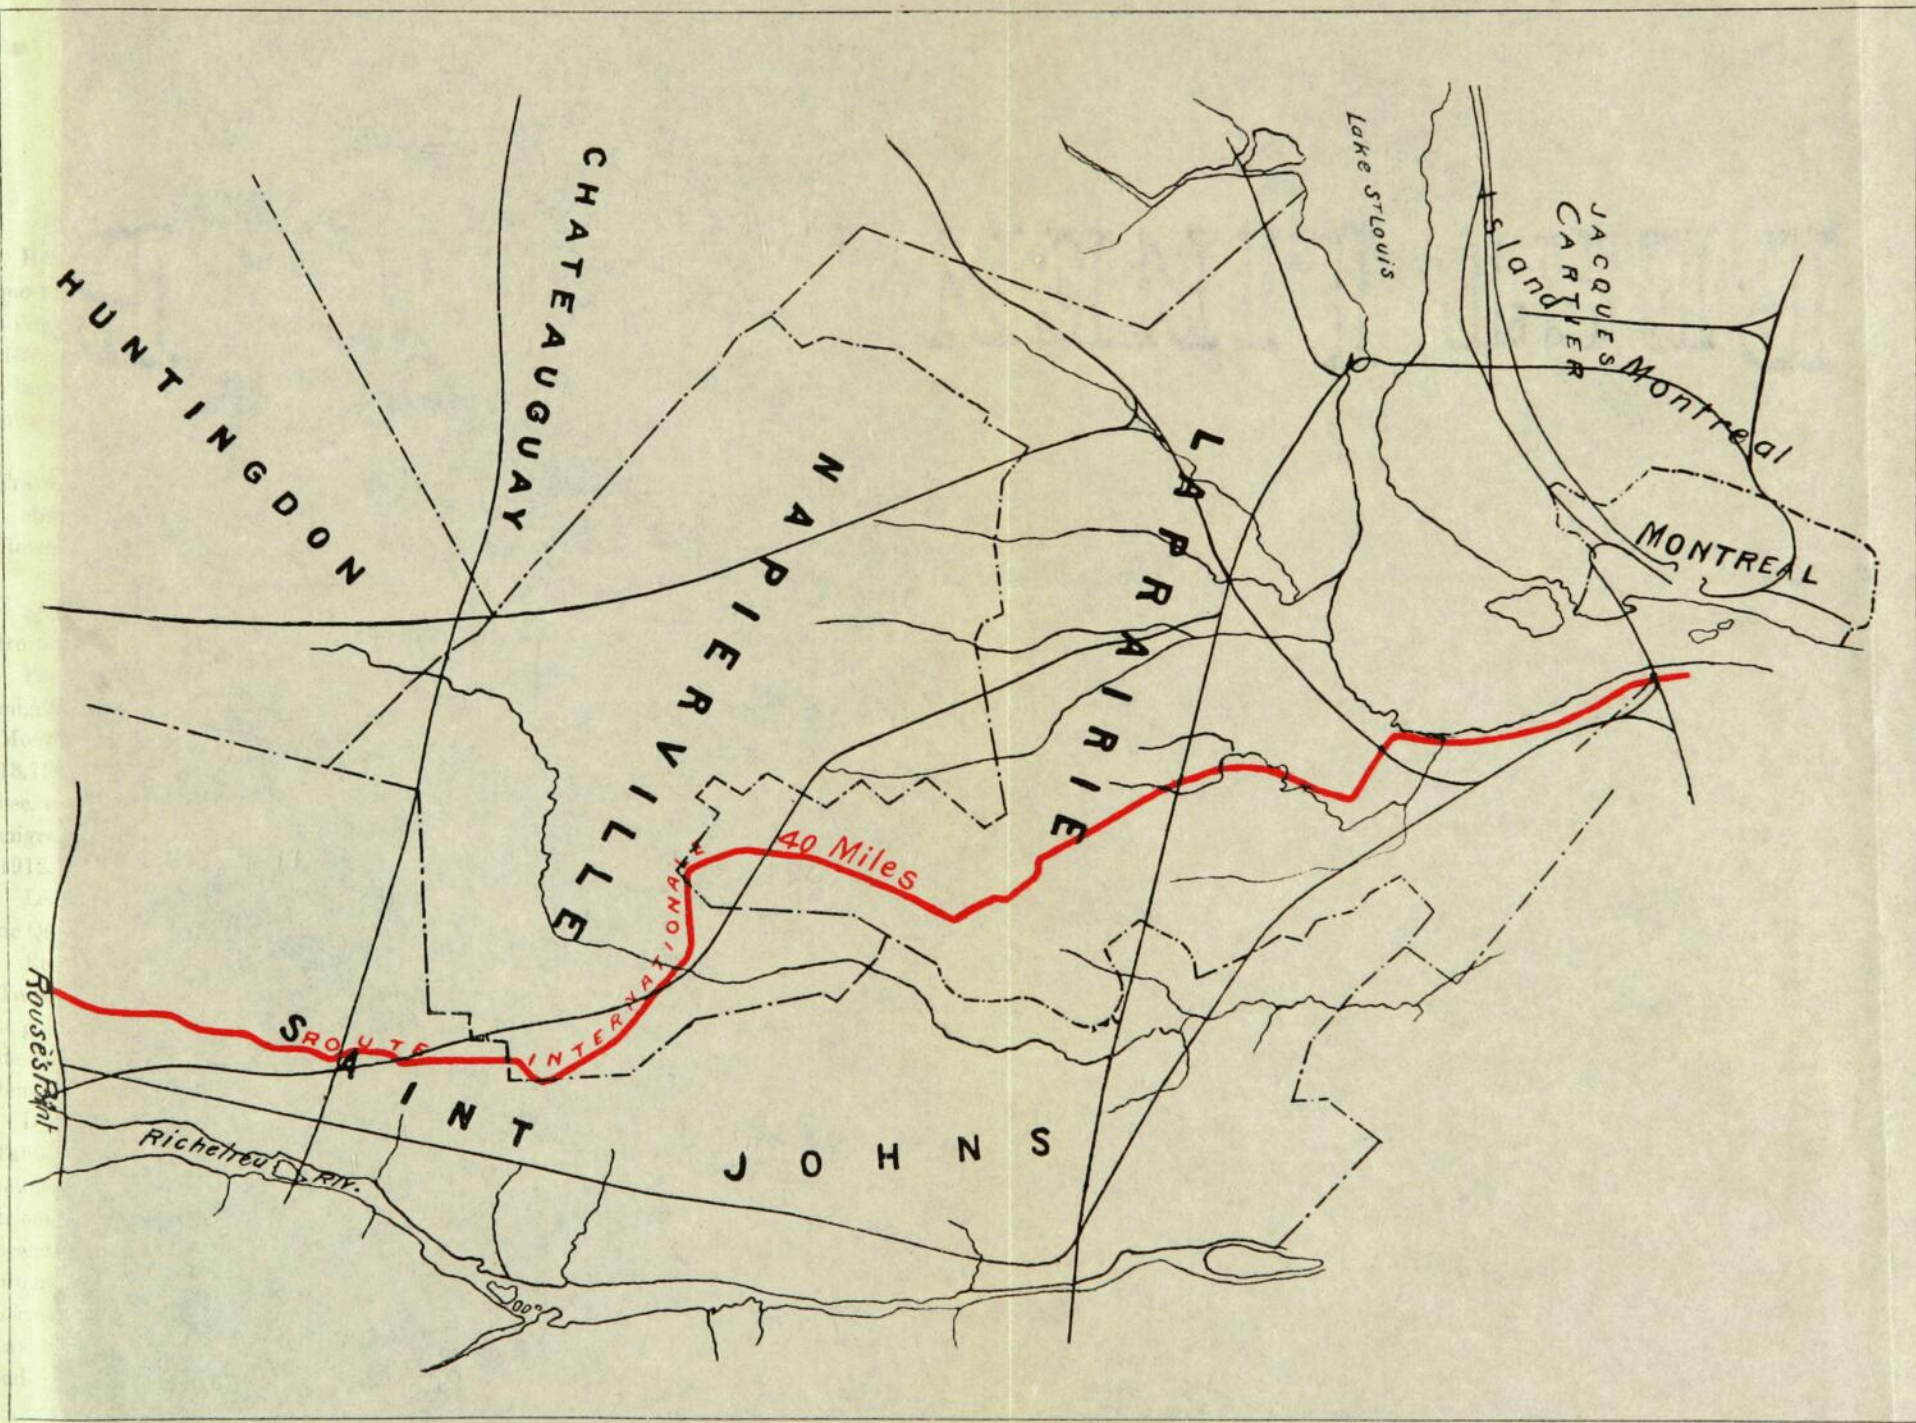 HUNTINGDON
CHATEAUGUAY
NAPIERVILLE
LAPRAIRIE
Lake St Louis
JACQUES
CARTIER
Island
Montreal
MONTREAL
40 Miles
ROUTE INTERNATIONALE
Rouse's Point
SAINT JOHNS
Richelieu Riv.